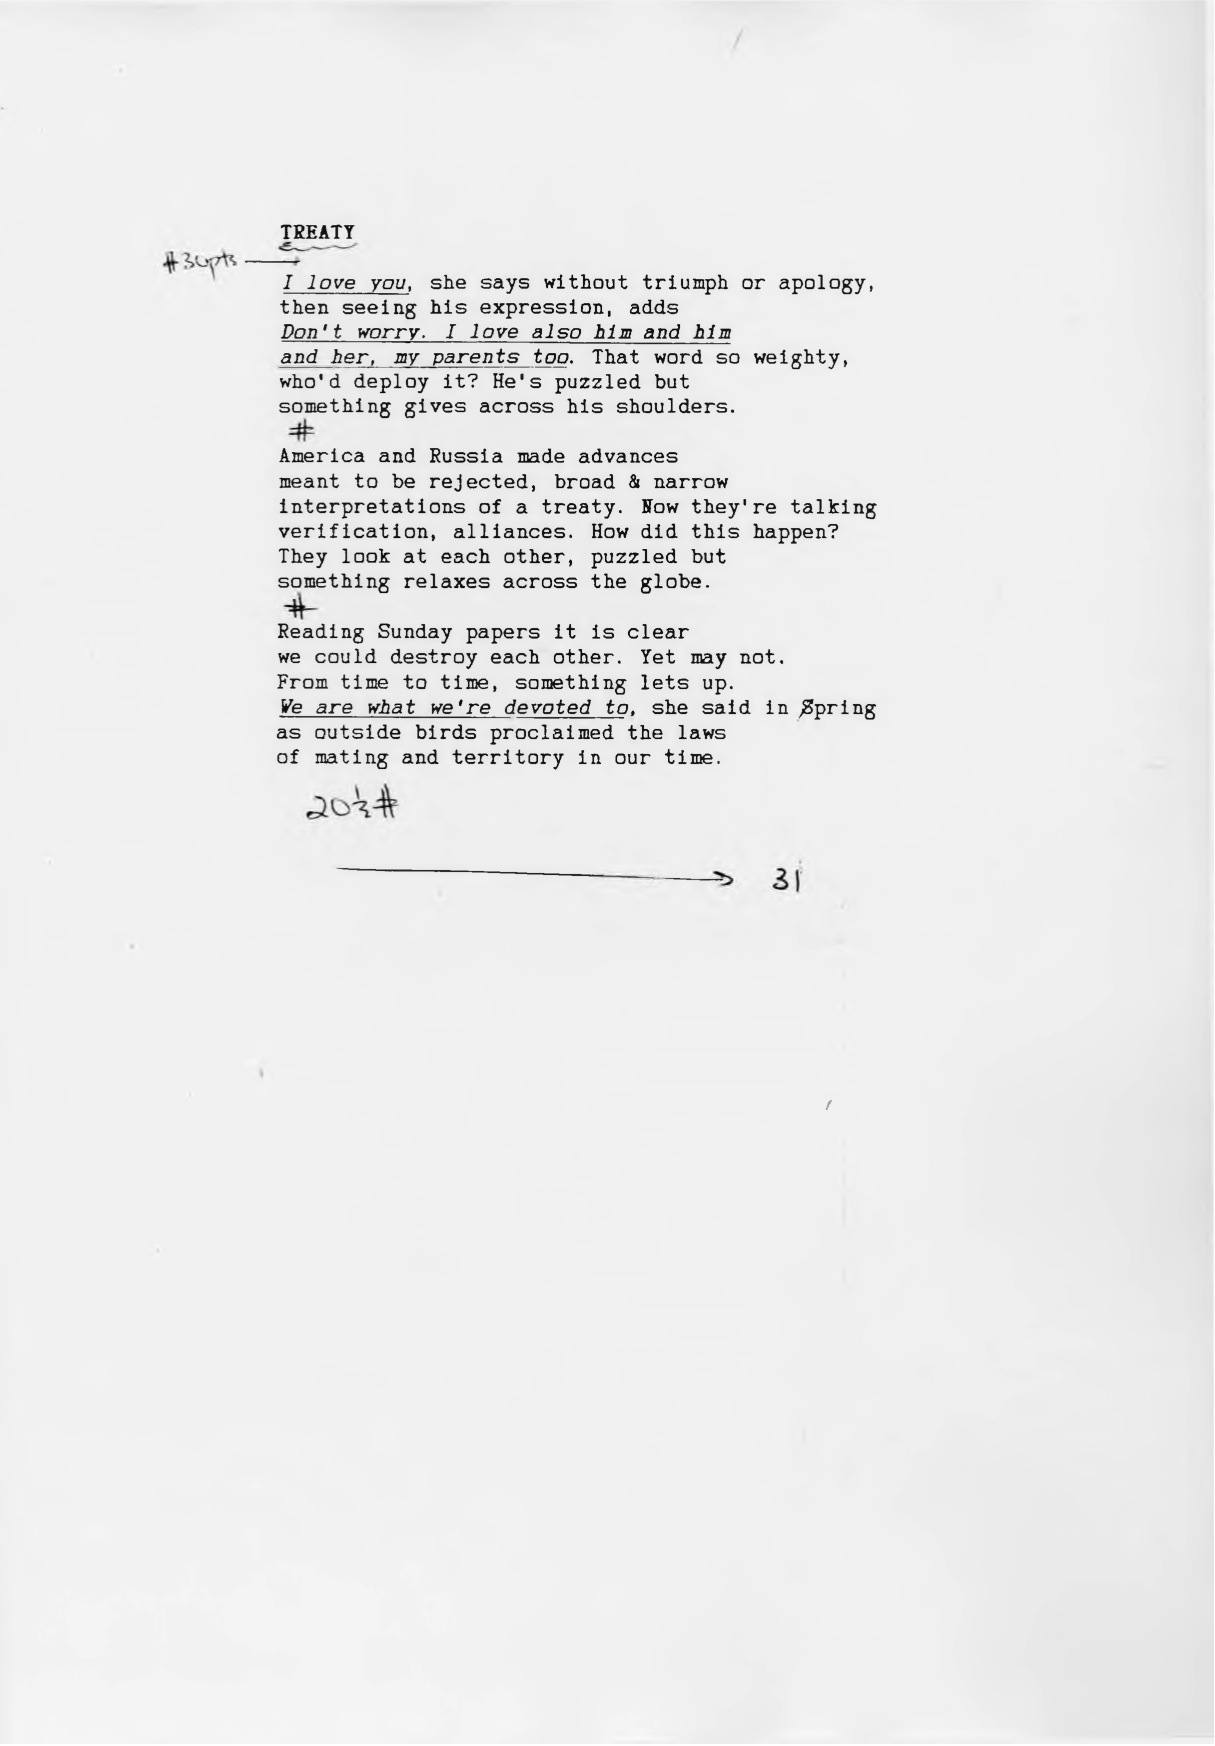 TREATY
#30pts
I love you, she says without triumph or apology,
then seeing his expression, adds
Don't worry. I love also him and him
and her, my parents too. That word so weighty,
who'd deploy it? He's puzzled but
something gives across his shoulders.
#
America and Russia made advances
meant to be rejected, broad & narrow
interpretations of a treaty. Now they're talking
verification, alliances. How did this happen?
They look at each other, puzzled but
something relaxes across the globe.
#
Reading Sunday papers it is clear
we could destroy each other. Yet may not.
From time to time, something lets up.
We are what we're devoted to, she said in Spring
as outside birds proclaimed the laws
of mating and territory in our time.
20½#
31